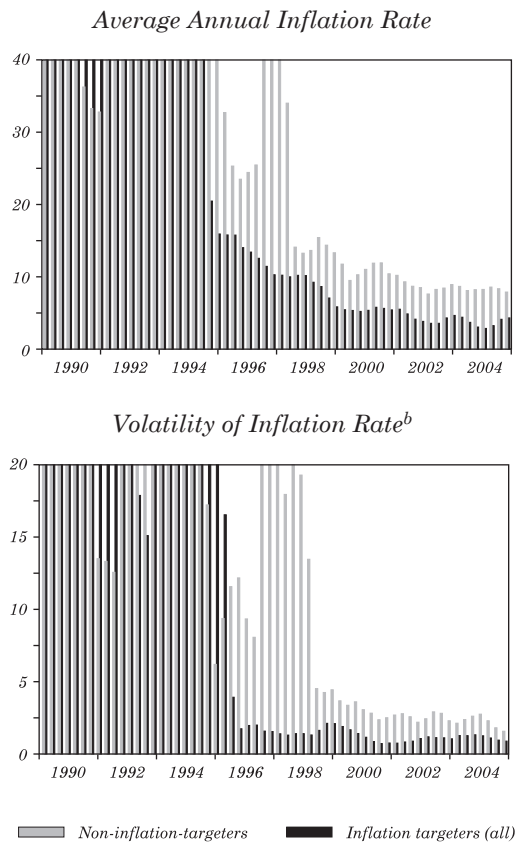 Average Annual Inflation Rate
40
30
20
10
0
1990 1992 1994 1996 1998 2000 2002 2004
Volatility of Inflation Rateᵇ
20
15
10
5
0
1990 1992 1994 1996 1998 2000 2002 2004
Non-inflation-targeters Inflation targeters (all)